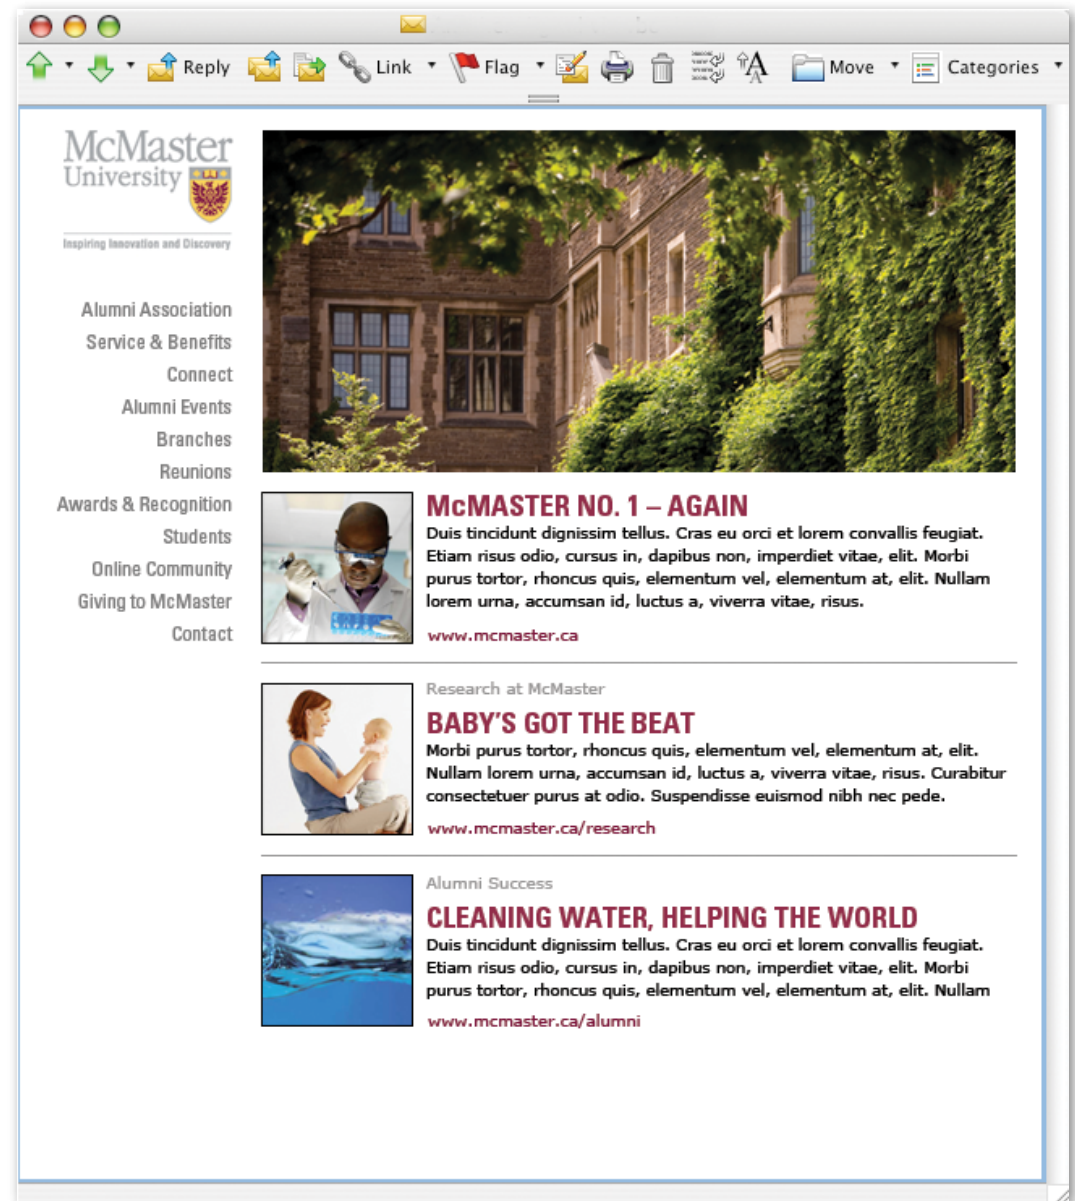 Reply
Link
Flag
Move
Categories
McMaster
University
Inspiring Innovation and Discovery
Alumni Association
Service & Benefits
Connect
Alumni Events
Branches
Reunions
Awards & Recognition
Students
Online Community
Giving to McMaster
Contact
McMASTER NO. 1 – AGAIN
Duis tincidunt dignissim tellus. Cras eu orci et lorem convallis feugiat.
Etiam risus odio, cursus in, dapibus non, imperdiet vitae, elit. Morbi
purus tortor, rhoncus quis, elementum vel, elementum at, elit. Nullam
lorem urna, accumsan id, luctus a, viverra vitae, risus.
www.mcmaster.ca
Research at McMaster
BABY’S GOT THE BEAT
Morbi purus tortor, rhoncus quis, elementum vel, elementum at, elit.
Nullam lorem urna, accumsan id, luctus a, viverra vitae, risus. Curabitur
consectetuer purus at odio. Suspendisse euismod nibh nec pede.
www.mcmaster.ca/research
Alumni Success
CLEANING WATER, HELPING THE WORLD
Duis tincidunt dignissim tellus. Cras eu orci et lorem convallis feugiat.
Etiam risus odio, cursus in, dapibus non, imperdiet vitae, elit. Morbi
purus tortor, rhoncus quis, elementum vel, elementum at, elit. Nullam
www.mcmaster.ca/alumni